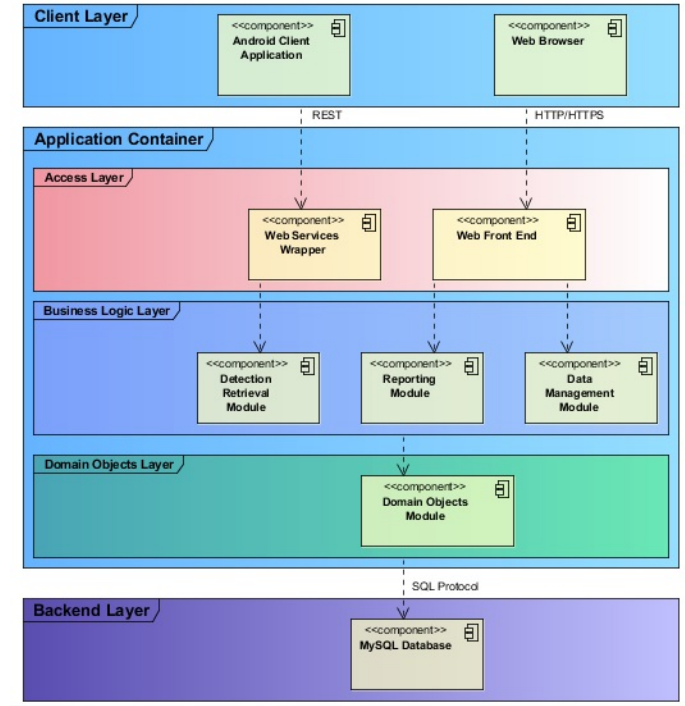 Client Layer
<<component>>
Android Client
Application
<<component>>
Web Browser
REST
HTTP/HTTPS
Application Container
Access Layer
<<component>>
Web Services
Wrapper
<<component>>
Web Front End
Business Logic Layer
<<component>>
Detection
Retrieval
Module
<<component>>
Reporting
Module
<<component>>
Data
Management
Module
Domain Objects Layer
<<component>>
Domain Objects
Module
SQL Protocol
Backend Layer
<<component>>
MySQL Database